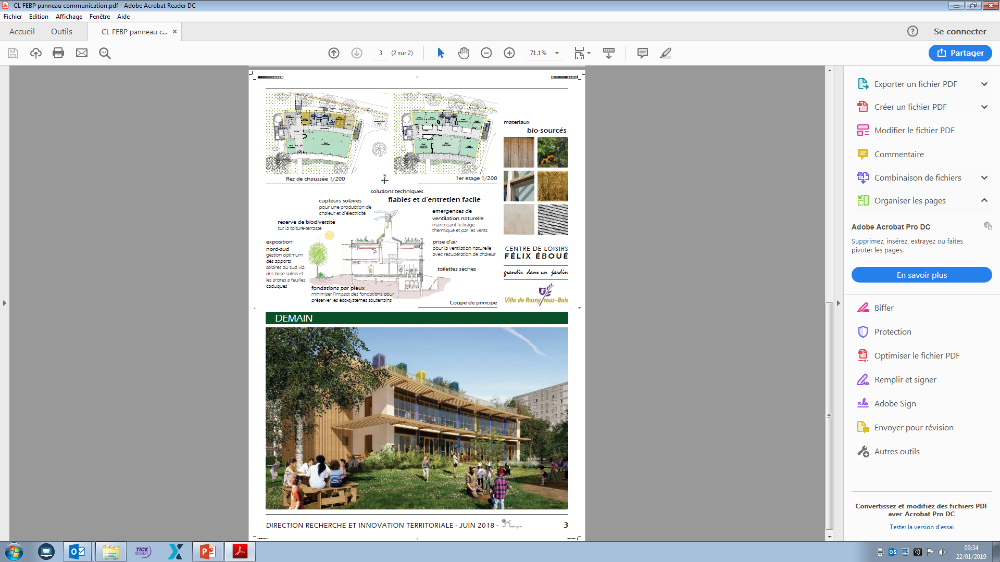 CL FEBP panneau communication.pdf - Adobe Acrobat Reader DC
Fichier Edition Affichage Fenêtre Aide
Accueil Outils CL FEBP panneau c... ×
Se connecter
3 (2 sur 2) 71.1%
Partager
Rez de chaussée 1/200
1er étage 1/200
N
matériaux
bio-sourcés
solutions techniques
fiables et d'entretien facile
capteurs solaires
pour une production de
chaleur et d'électricité
réserve de biodiversité
sur la toiture-terrasse
exposition
nord-sud
gestion optimum
des apports
solaires au sud via
des brise-soleils et
les arbres à feuilles
caduques
émergences de
ventilation naturelle
maximisant le tirage
thermique et par les vents
prise d'air
pour la ventilation naturelle
avec récupération de chaleur
toilettes sèches
fondations par pieux
minimiser l'impact des fondations pour
préserver les éco-systèmes souterrains
Coupe de principe
CENTRE DE LOISIRS
FÉLIX ÉBOUÉ
grandir dans un jardin
Ville de Rosny sous-Bois
DEMAIN
DIRECTION RECHERCHE ET INNOVATION TERRITORIALE - JUIN 2018 -
3
Exporter un fichier PDF
Créer un fichier PDF
Modifier le fichier PDF
Commentaire
Combinaison de fichiers
Organiser les pages
Adobe Acrobat Pro DC
Supprimez, insérez, extrayez ou faites
pivoter les pages.
En savoir plus
Biffer
Protection
Optimiser le fichier PDF
Remplir et signer
Adobe Sign
Envoyer pour révision
Autres outils
Convertissez et modifiez des fichiers PDF
avec Acrobat Pro DC
Tester la version d'essai
TICK
09:34
22/01/2019